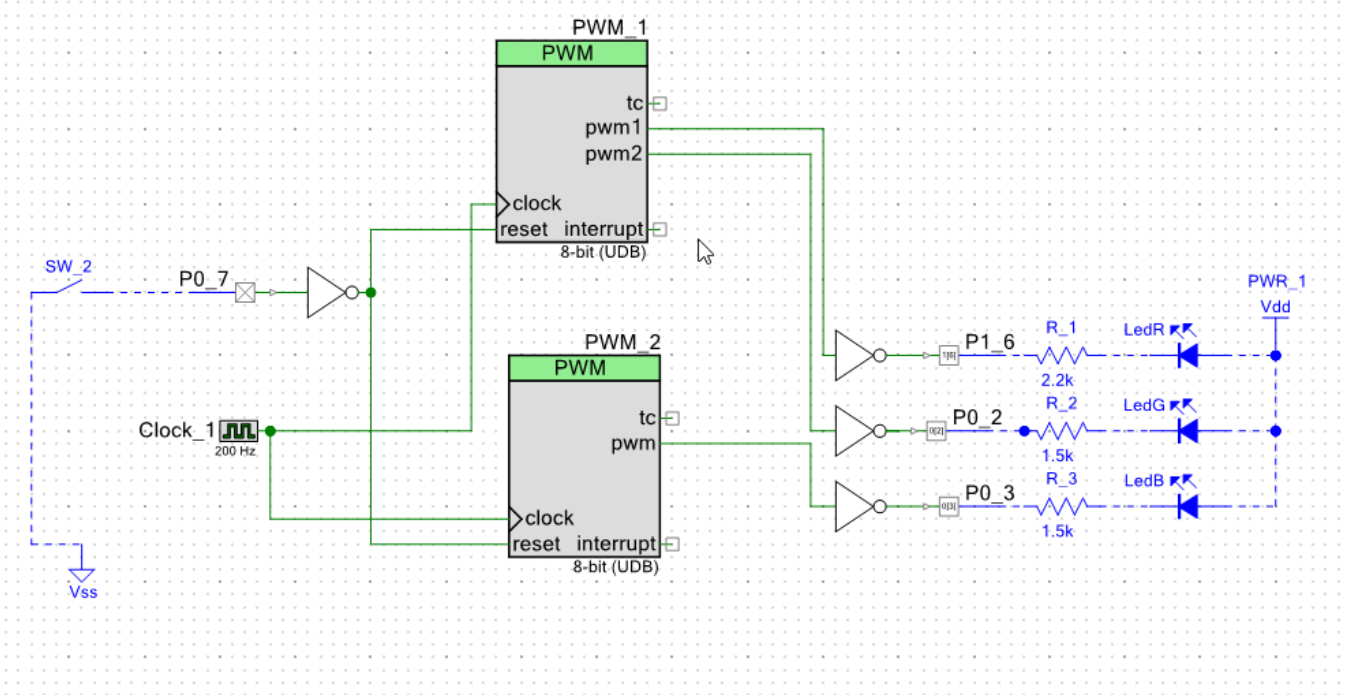 PWM_1
PWM
tc
pwm1
pwm2
clock
reset interrupt
8-bit (UDB)
SW_2
P0_7
Vss
Clock_1
200 Hz
PWM_2
PWM
tc
pwm
clock
reset interrupt
8-bit (UDB)
PWR_1
Vdd
P1_6
R_1
2.2k
LedR
P0_2
R_2
1.5k
LedG
P0_3
R_3
1.5k
LedB